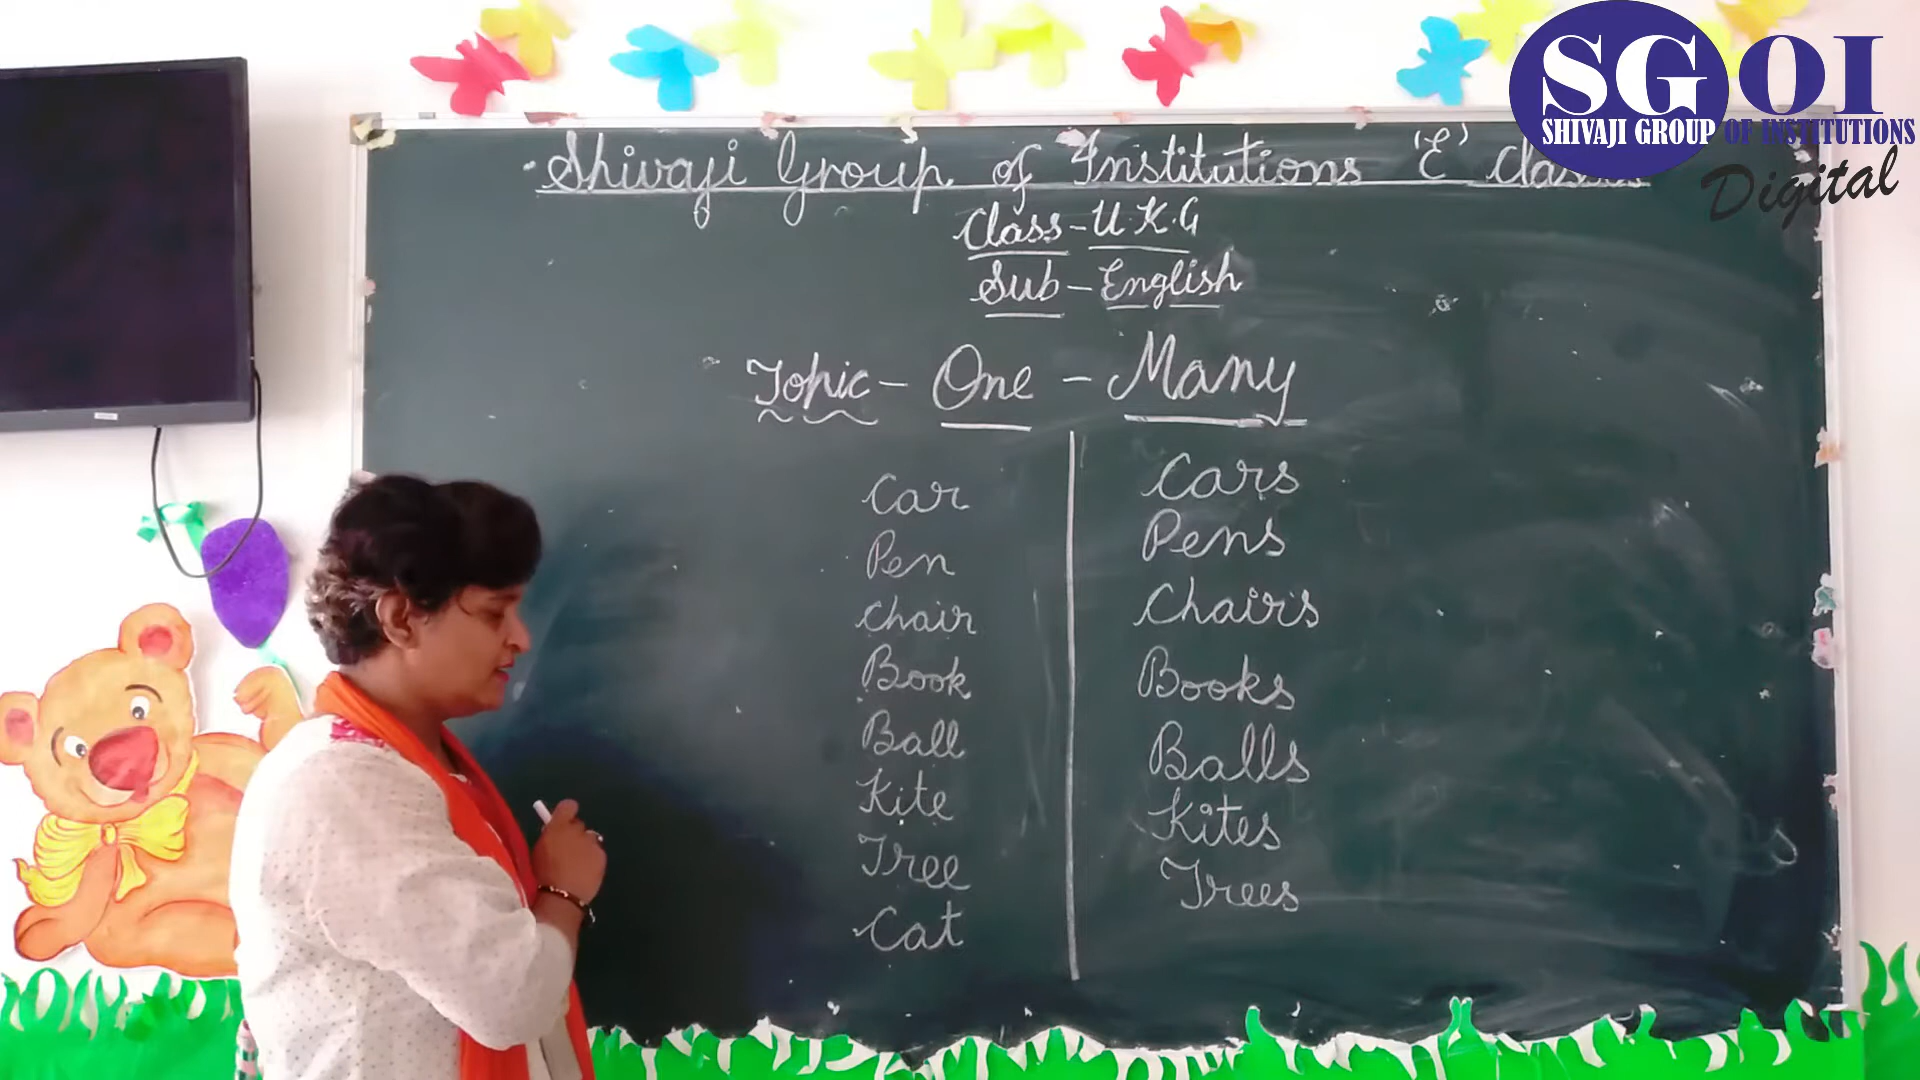 SGOI
SHIVAJI GROUP OF INSTITUTIONS
Digital
Shivaji Group of Institutions 'E' Classes
Class - U.K.G
Sub - English
Topic - One - Many
Car Cars
Pen Pens
Chair Chairs
Book Books
Ball Balls
Kite Kites
Tree Trees
Cat
s